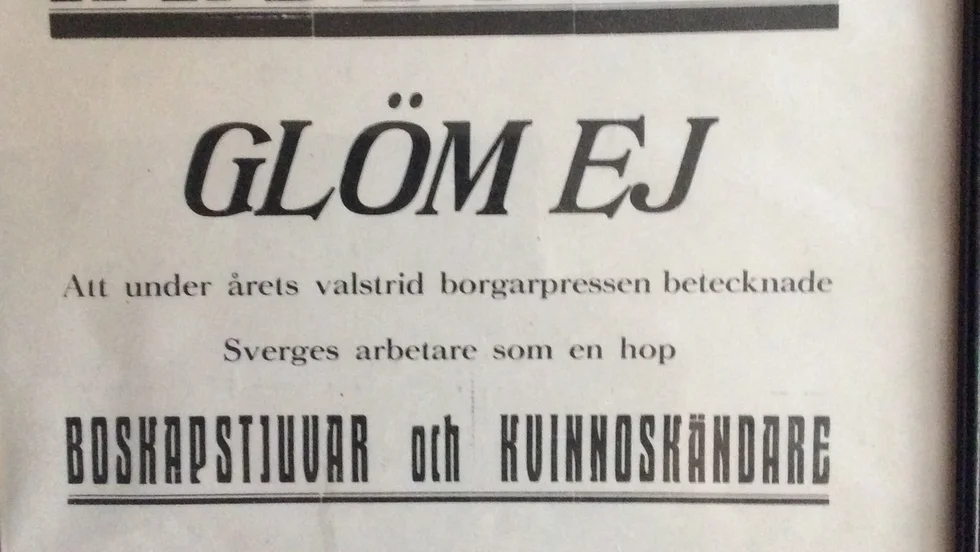 GLÖM EJ
Att under årets valstrid borgarpressen betecknade
Sverges arbetare som en hop
BOSKAPSTJUVAR och KVINNOSKÄNDARE